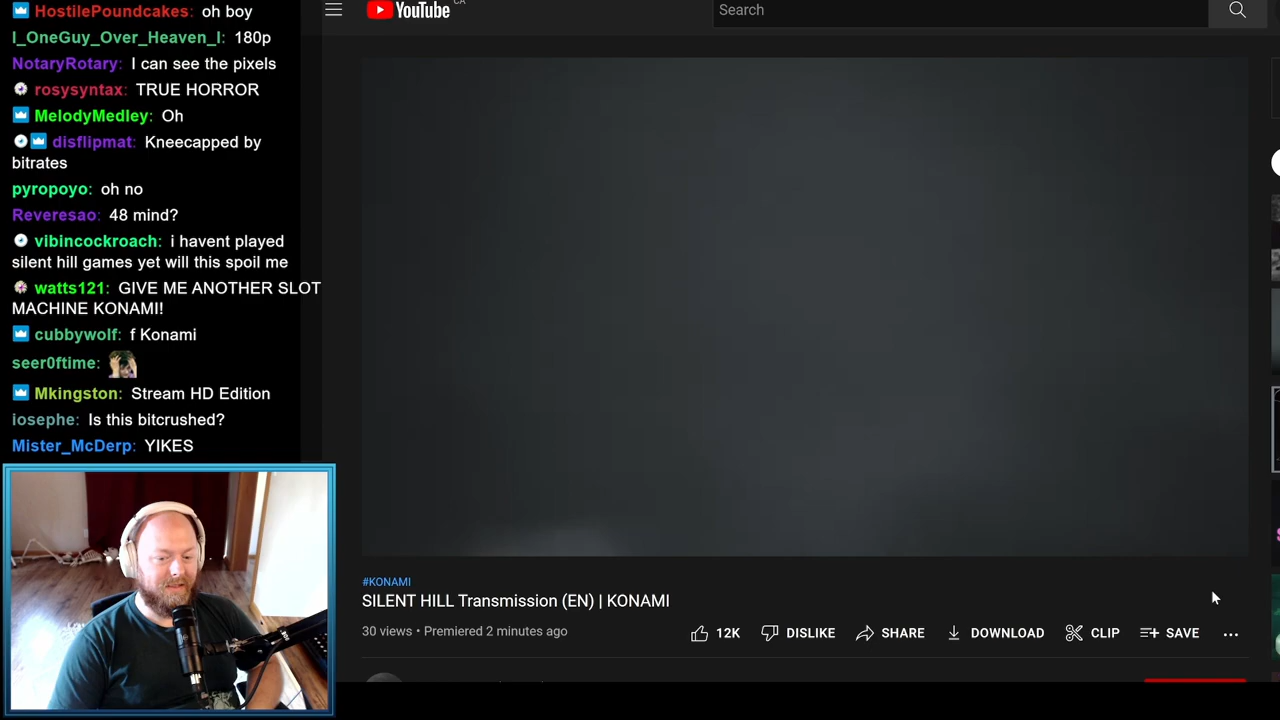 HostilePoundcakes: oh boy
I_OneGuy_Over_Heaven_I: 180p
NotaryRotary: I can see the pixels
rosysyntax: TRUE HORROR
MelodyMedley: Oh
disflipmat: Kneecapped by
bitrates
pyropoyo: oh no
Reveresao: 48 mind?
vibincockroach: i havent played
silent hill games yet will this spoil me
watts121: GIVE ME ANOTHER SLOT
MACHINE KONAMI!
cubbywolf: f Konami
seer0ftime:
Mkingston: Stream HD Edition
iosephe: Is this bitcrushed?
Mister_McDerp: YIKES
YouTube CA
Search
#KONAMI
SILENT HILL Transmission (EN) | KONAMI
30 views • Premiered 2 minutes ago
12K
DISLIKE
SHARE
DOWNLOAD
CLIP
SAVE